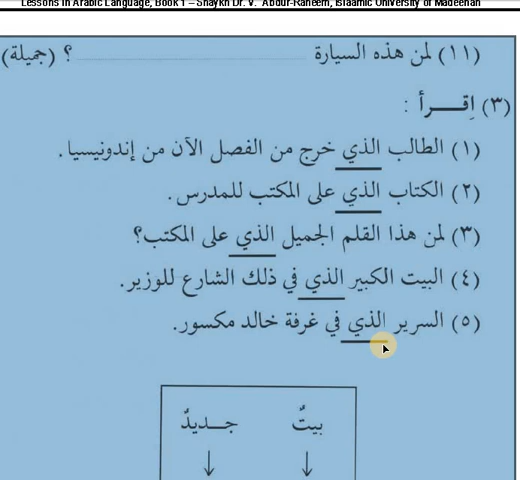 Lessons in Arabic Language, Book 1 – Shaykh Dr. V. Abdur-Raheem, Islaamic University of Madeenah
(١١) لمن هذه السيارة ......................... ؟ (جميلة)
(٣) اِقـــرأ :
(١) الطالب الذي خرج من الفصل الآن من إندونيسيا.
(٢) الكتاب الذي على المكتب للمدرس.
(٣) لمن هذا القلم الجميل الذي على المكتب؟
(٤) البيت الكبير الذي في ذلك الشارع للوزير.
(٥) السرير الذي في غرفة خالد مكسور.
بيتٌ جـــديدٌ
↓ ↓